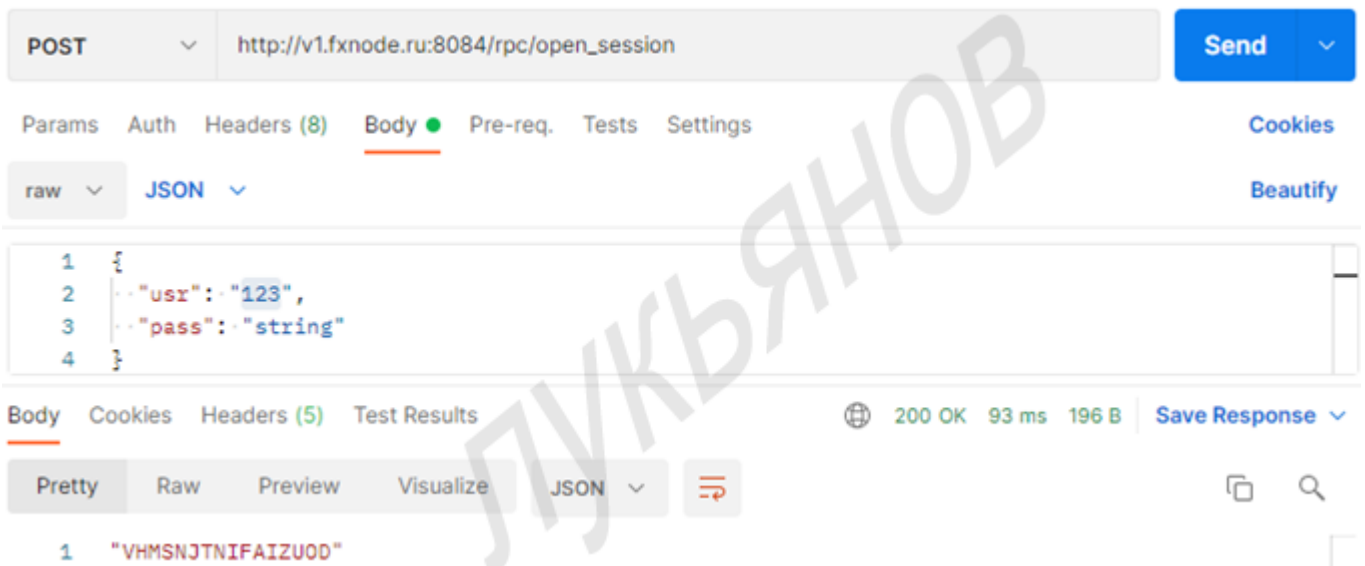 POST http://v1.fxnode.ru:8084/rpc/open_session Send
Params Auth Headers (8) Body Pre-req. Tests Settings Cookies
raw JSON Beautify
1 {
2 "usr": "123",
3 "pass": "string"
4 }
Body Cookies Headers (5) Test Results 200 OK 93 ms 196 B Save Response
Pretty Raw Preview Visualize JSON
1 "VHMSNJTNIFAIZUOD"
ЛУКЬЯНОВ